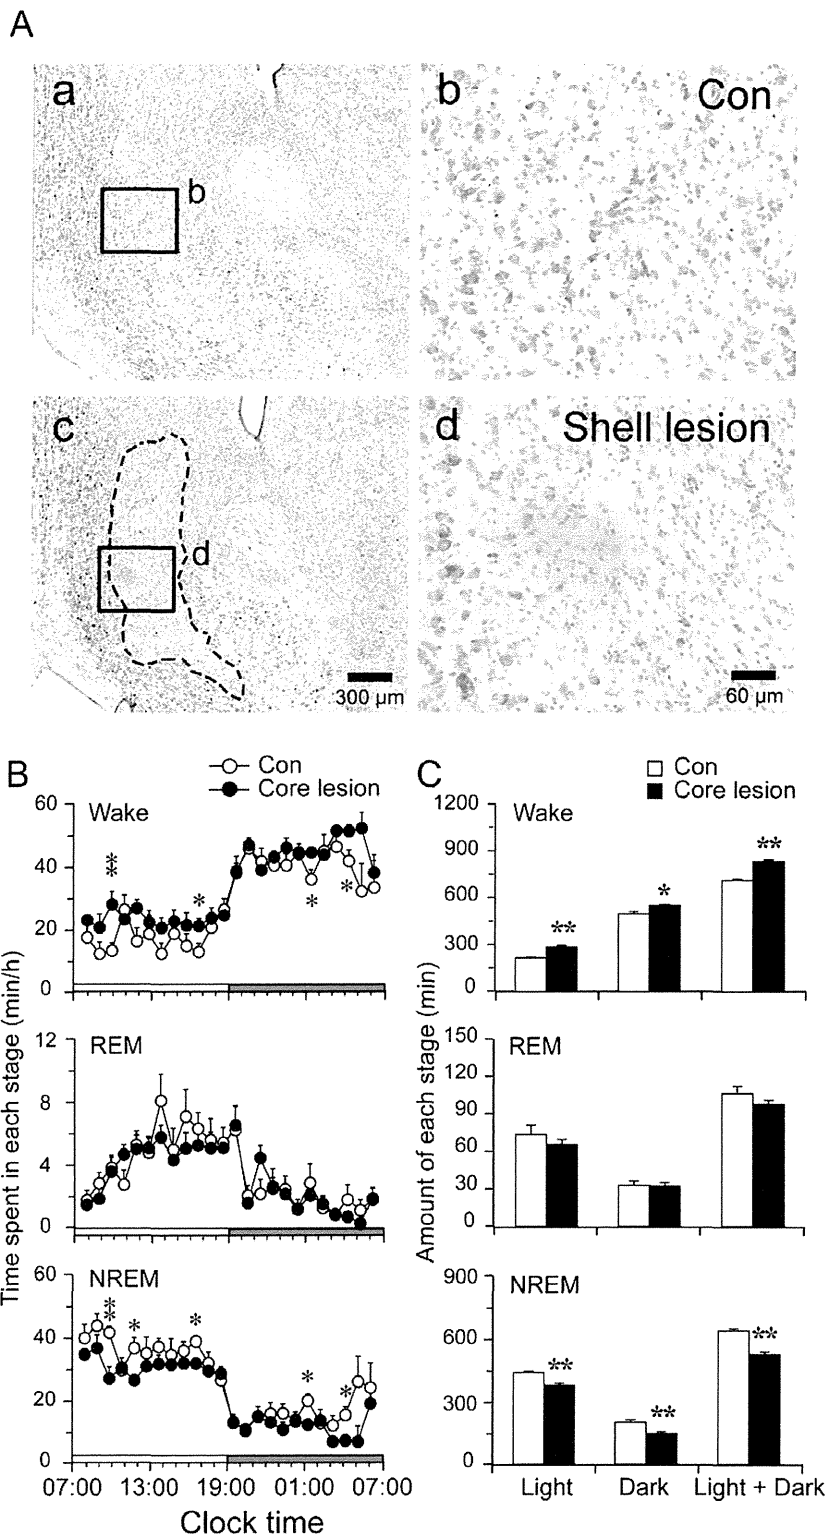 A
a
b
b
Con
c
d
d
Shell lesion
300 µm
60 µm
B
Con
Core lesion
C
Con
Core lesion
Time spent in each stage (min/h)
60
40
20
0
Wake
**
*
*
*
12
8
4
0
REM
60
40
20
0
NREM
**
*
*
*
*
07:00 13:00 19:00 01:00 07:00
Clock time
Amount of each stage (min)
1200
900
600
300
0
Wake
**
*
**
150
120
90
60
30
0
REM
900
600
300
0
NREM
**
**
**
Light Dark Light + Dark